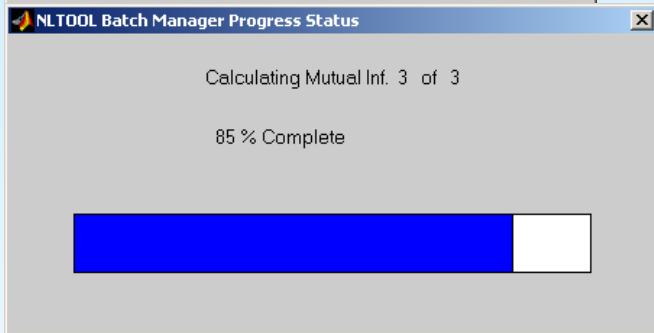 NLTOOL Batch Manager Progress Status
Calculating Mutual Inf. 3 of 3
85 % Complete